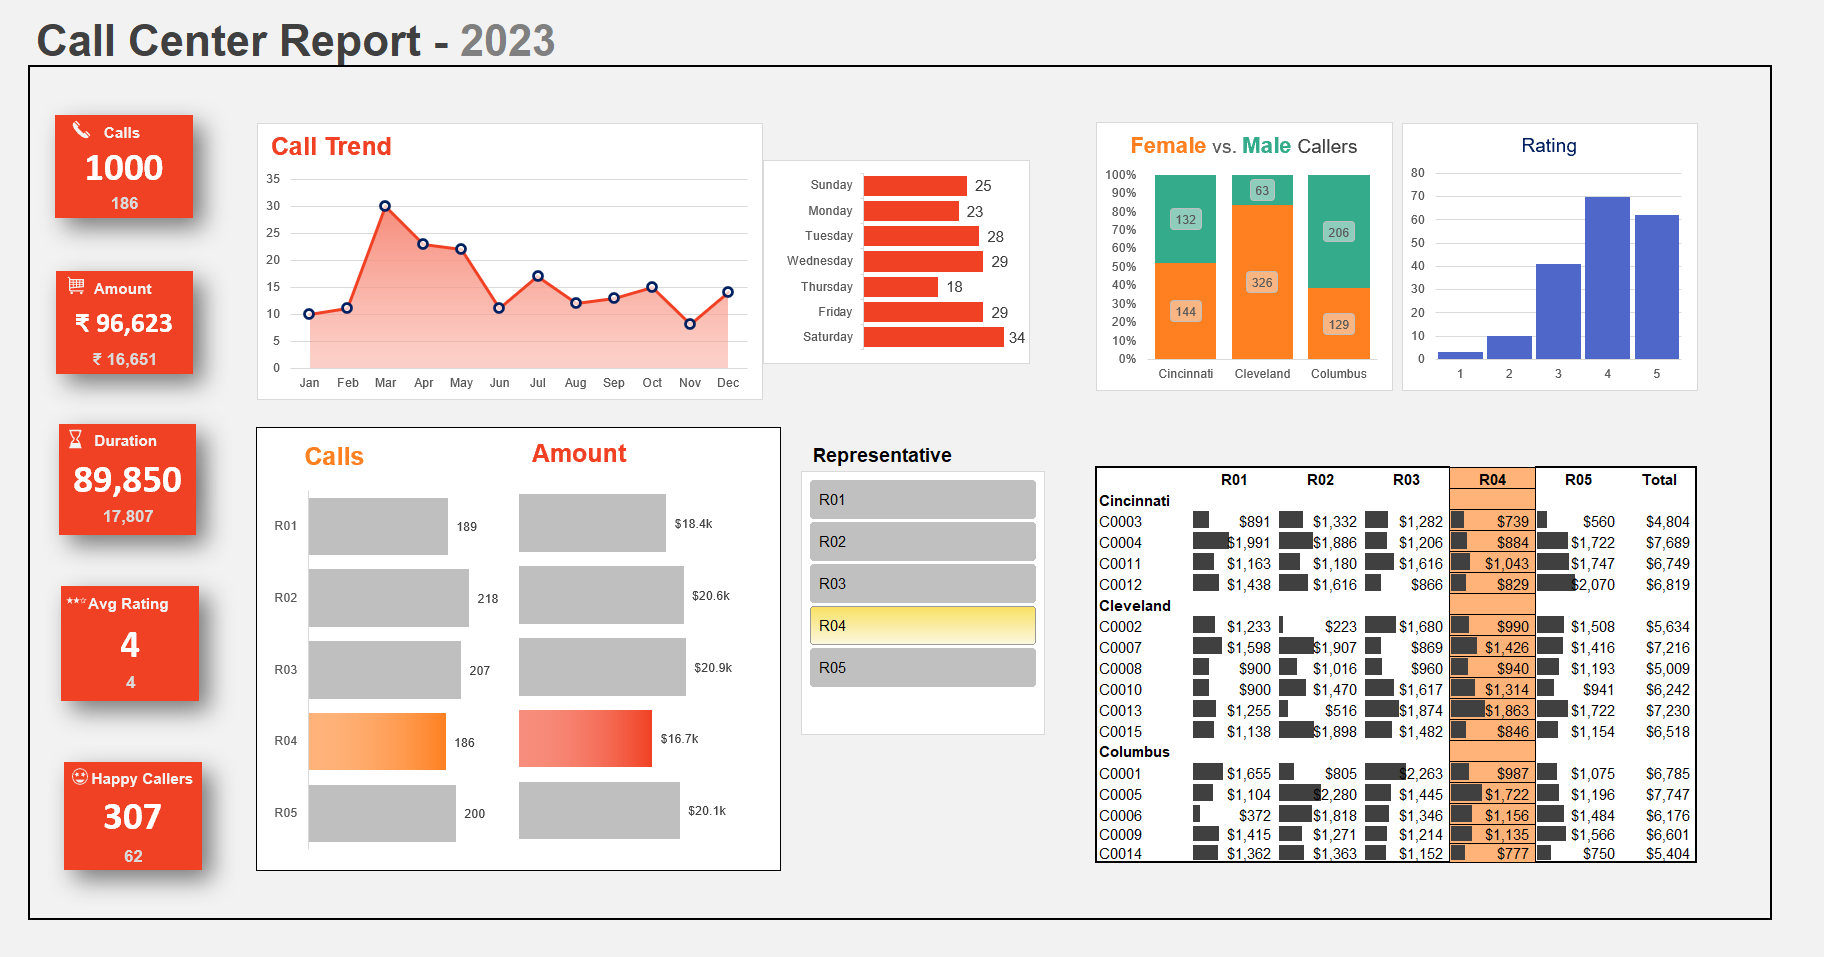 Call Center Report - 2023
Calls
1000
186
Amount
₹ 96,623
₹ 16,651
Duration
89,850
17,807
Avg Rating
4
4
Happy Callers
307
62
Call Trend
35
30
25
20
15
10
5
0
Jan Feb Mar Apr May Jun Jul Aug Sep Oct Nov Dec
Sunday 25
Monday 23
Tuesday 28
Wednesday 29
Thursday 18
Friday 29
Saturday 34
Female vs. Male Callers
100%
90%
80%
70%
60%
50%
40%
30%
20%
10%
0%
132 63 206
144 326 129
Cincinnati Cleveland Columbus
Rating
80
70
60
50
40
30
20
10
0
1 2 3 4 5
Calls Amount
R01 189 $18.4k
R02 218 $20.6k
R03 207 $20.9k
R04 186 $16.7k
R05 200 $20.1k
Representative
R01
R02
R03
R04
R05
R01 R02 R03 R04 R05 Total
Cincinnati
C0003 $891 $1,332 $1,282 $739 $560 $4,804
C0004 $1,991 $1,886 $1,206 $884 $1,722 $7,689
C0011 $1,163 $1,180 $1,616 $1,043 $1,747 $6,749
C0012 $1,438 $1,616 $866 $829 $2,070 $6,819
Cleveland
C0002 $1,233 $223 $1,680 $990 $1,508 $5,634
C0007 $1,598 $1,907 $869 $1,426 $1,416 $7,216
C0008 $900 $1,016 $960 $940 $1,193 $5,009
C0010 $900 $1,470 $1,617 $1,314 $941 $6,242
C0013 $1,255 $516 $1,874 $1,863 $1,722 $7,230
C0015 $1,138 $1,898 $1,482 $846 $1,154 $6,518
Columbus
C0001 $1,655 $805 $2,263 $987 $1,075 $6,785
C0005 $1,104 $2,280 $1,445 $1,722 $1,196 $7,747
C0006 $372 $1,818 $1,346 $1,156 $1,484 $6,176
C0009 $1,415 $1,271 $1,214 $1,135 $1,566 $6,601
C0014 $1,362 $1,363 $1,152 $777 $750 $5,404